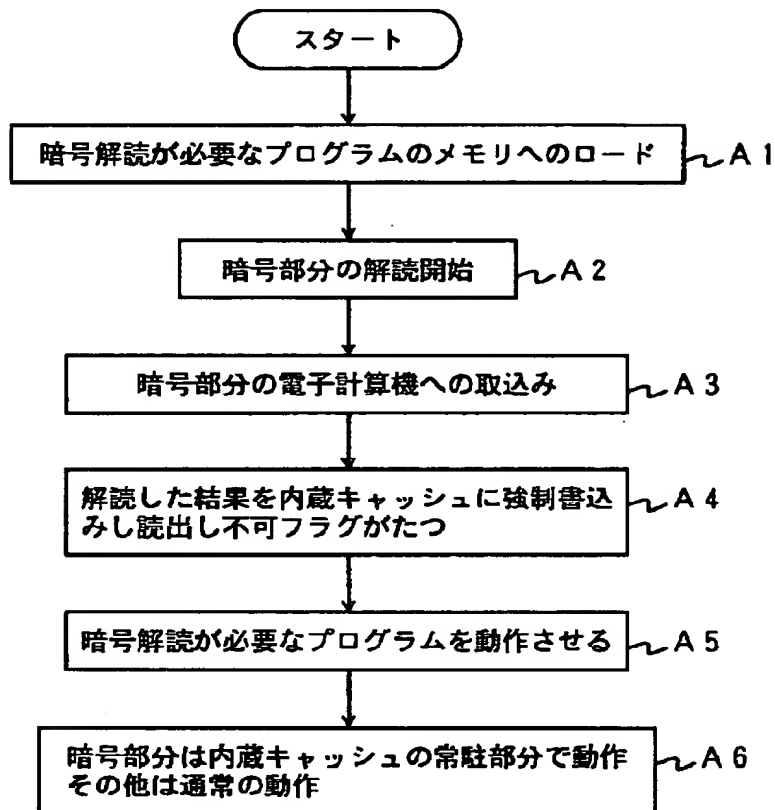 スタート
暗号解読が必要なプログラムのメモリへのロード
A1
暗号部分の解読開始
A2
暗号部分の電子計算機への取込み
A3
解読した結果を内蔵キャッシュに強制書込
みし読出し不可フラグがたつ
A4
暗号解読が必要なプログラムを動作させる
A5
暗号部分は内蔵キャッシュの常駐部分で動作
その他は通常の動作
A6